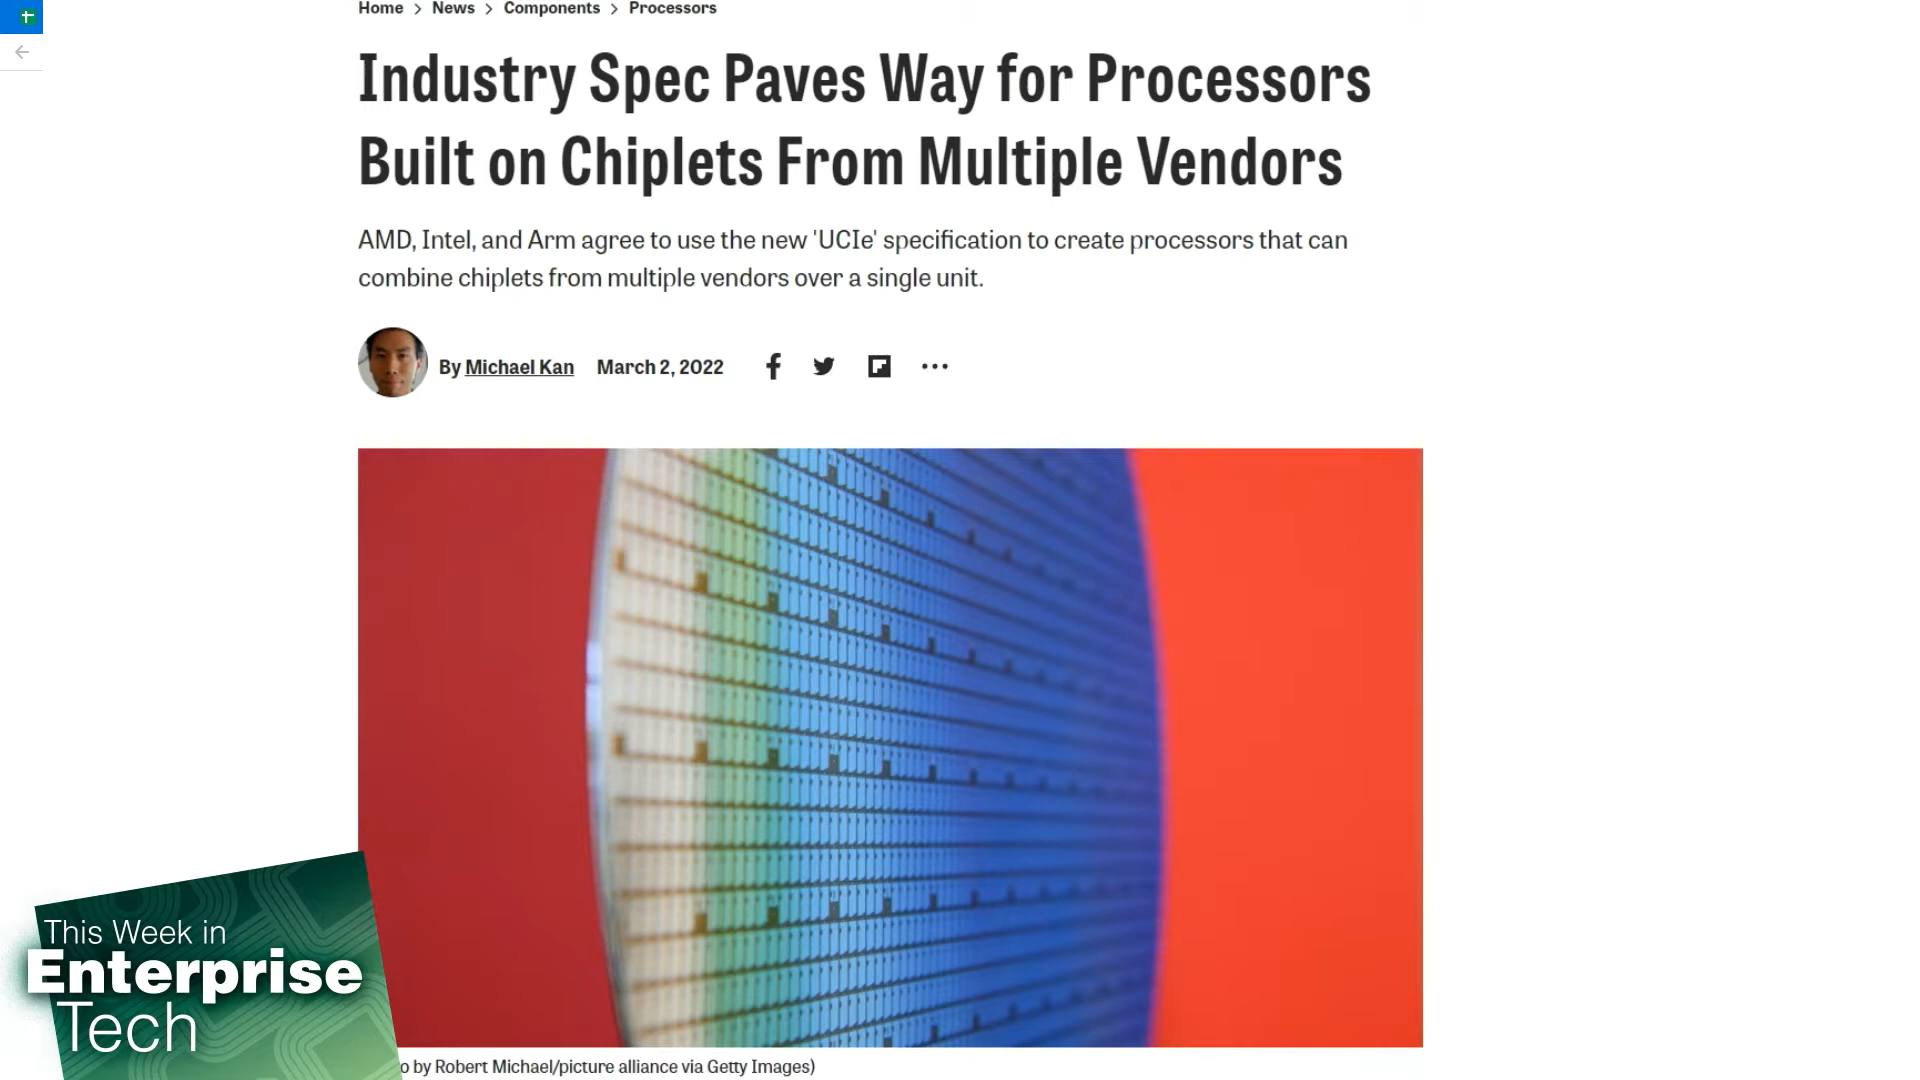 Home > News > Components > Processors
Industry Spec Paves Way for Processors
Built on Chiplets From Multiple Vendors
AMD, Intel, and Arm agree to use the new 'UCIe' specification to create processors that can
combine chiplets from multiple vendors over a single unit.
By Michael Kan March 2, 2022
This Week in
Enterprise
Tech
by Robert Michael/picture alliance via Getty Images)